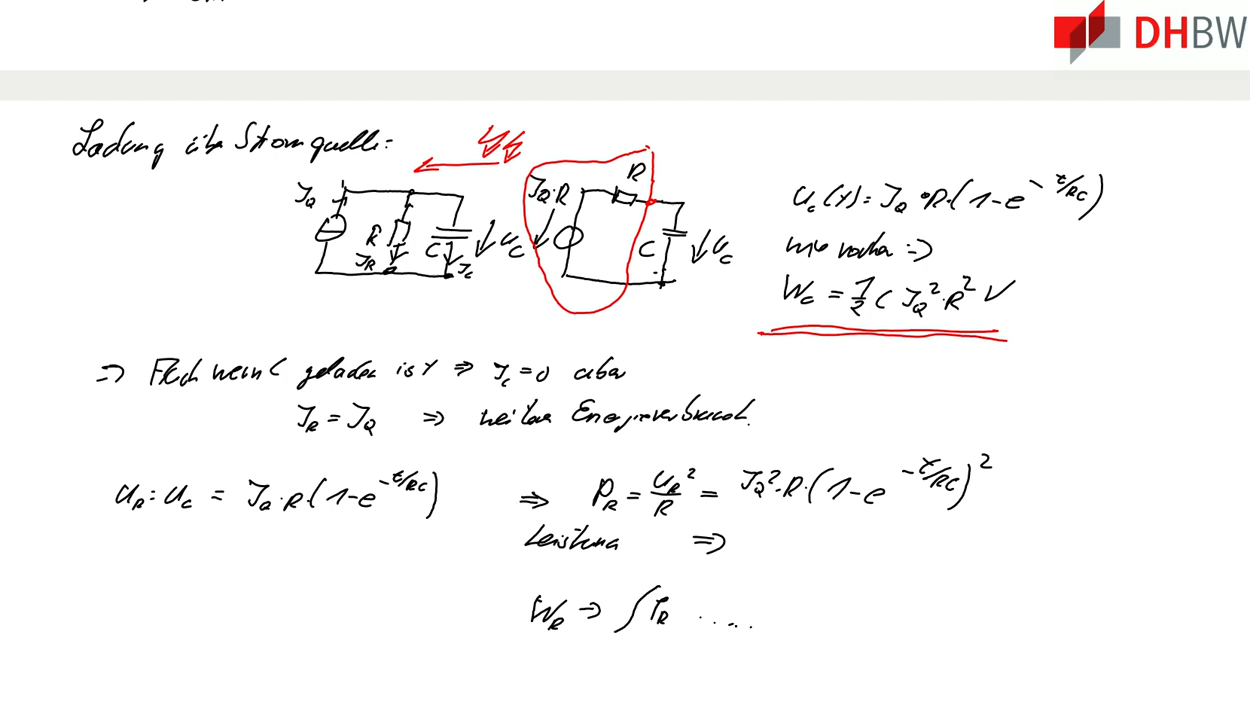 DHBW
Ladung über Stromquelle:
J_Q R J_R C J_C U_C
J_Q·R R C U_C
U_C(t) = J_Q · R·(1-e^(-t/RC))
wie vorher ⇒
W_C = 1/2 C J_Q²·R² ✓
⇒ Auch wenn C geladen ist ⇒ J_C = 0 aber
J_R = J_Q ⇒ weiter Energieverbrauch.
U_R = U_C = J_Q·R·(1-e^(-t/RC)) ⇒ P_R = U_R²/R = J_Q²·R·(1-e^(-t/RC))²
Leistung ⇒
W_R ⇒ ∫P_R .....